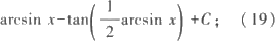 arcsin x-tan(1/2 arcsin x) +C; (19)